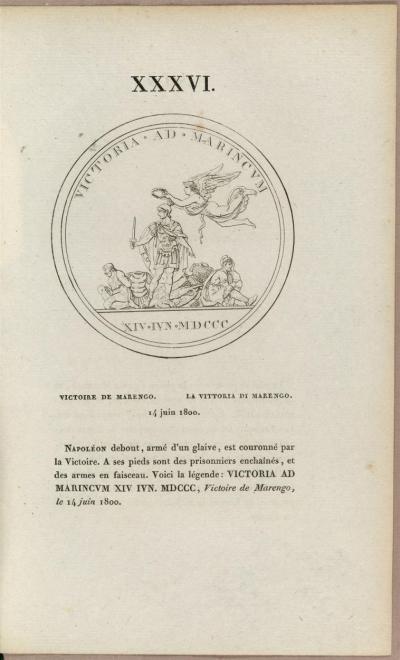 XXXVI.
VICTORIA · AD · MARINCVM
XIV · IVN · MDCCC
VICTOIRE DE MARENGO. LA VITTORIA DI MARENGO.
14 juin 1800.
NAPOLÉON debout, armé d'un glaive, est couronné par
la Victoire. A ses pieds sont des prisonniers enchaînés, et
des armes en faisceau. Voici la légende: VICTORIA AD
MARINCVM XIV IVN. MDCCC, Victoire de Marengo,
le 14 juin 1800.